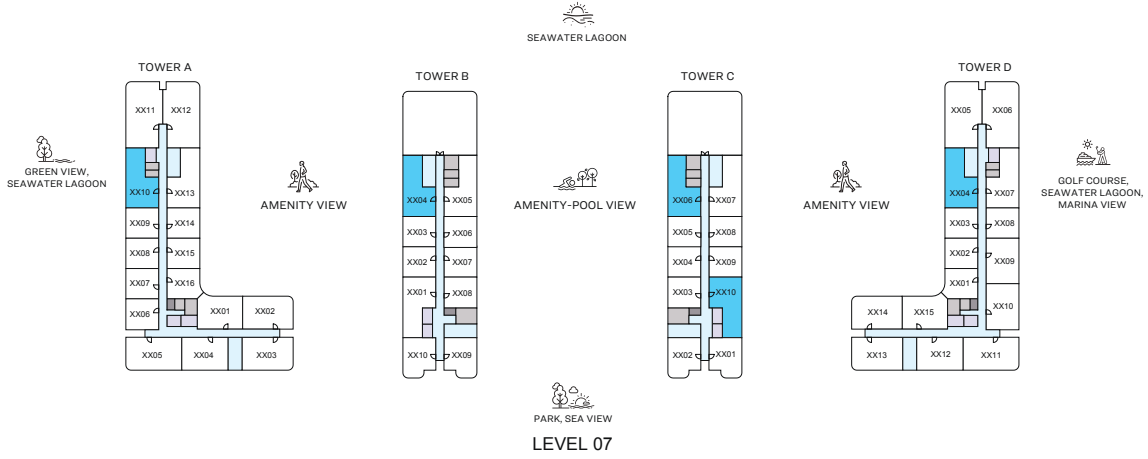 SEAWATER LAGOON
TOWER A
TOWER B
TOWER C
TOWER D
XX11
XX12
XX10
XX13
XX09
XX14
XX08
XX15
XX07
XX16
XX06
XX01
XX02
XX05
XX04
XX03
XX04
XX05
XX03
XX06
XX02
XX07
XX01
XX08
XX10
XX09
XX06
XX07
XX05
XX08
XX04
XX09
XX03
XX10
XX02
XX01
XX05
XX06
XX04
XX07
XX03
XX08
XX02
XX09
XX01
XX10
XX14
XX15
XX13
XX12
XX11
GREEN VIEW,
SEAWATER LAGOON
AMENITY VIEW
AMENITY-POOL VIEW
AMENITY VIEW
GOLF COURSE,
SEAWATER LAGOON,
MARINA VIEW
PARK, SEA VIEW
LEVEL 07